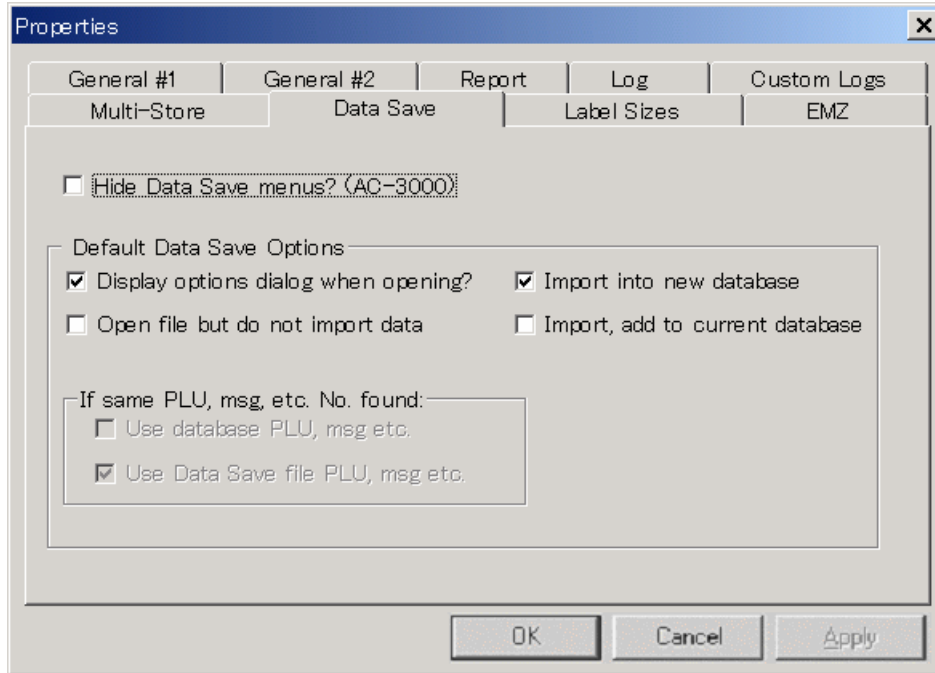 Properties
General #1 General #2 Report Log Custom Logs
Multi-Store Data Save Label Sizes EMZ
Hide Data Save menus? (AC-3000)
Default Data Save Options
Display options dialog when opening? Import into new database
Open file but do not import data Import, add to current database
If same PLU, msg, etc. No. found:
Use database PLU, msg etc.
Use Data Save file PLU, msg etc.
OK Cancel Apply